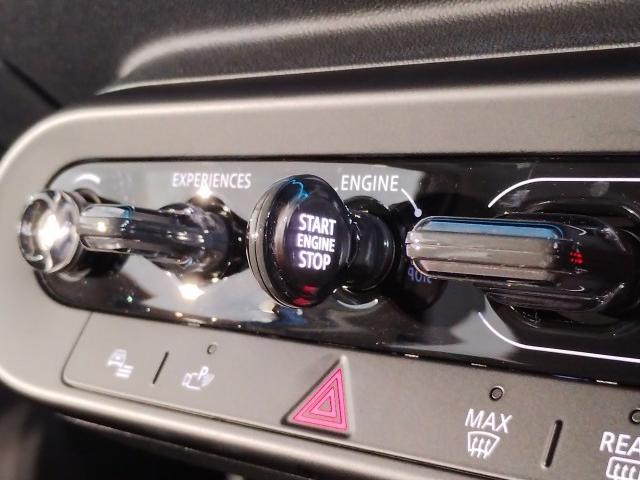 EXPERIENCES
ENGINE
START
ENGINE
STOP
P
MAX
REA